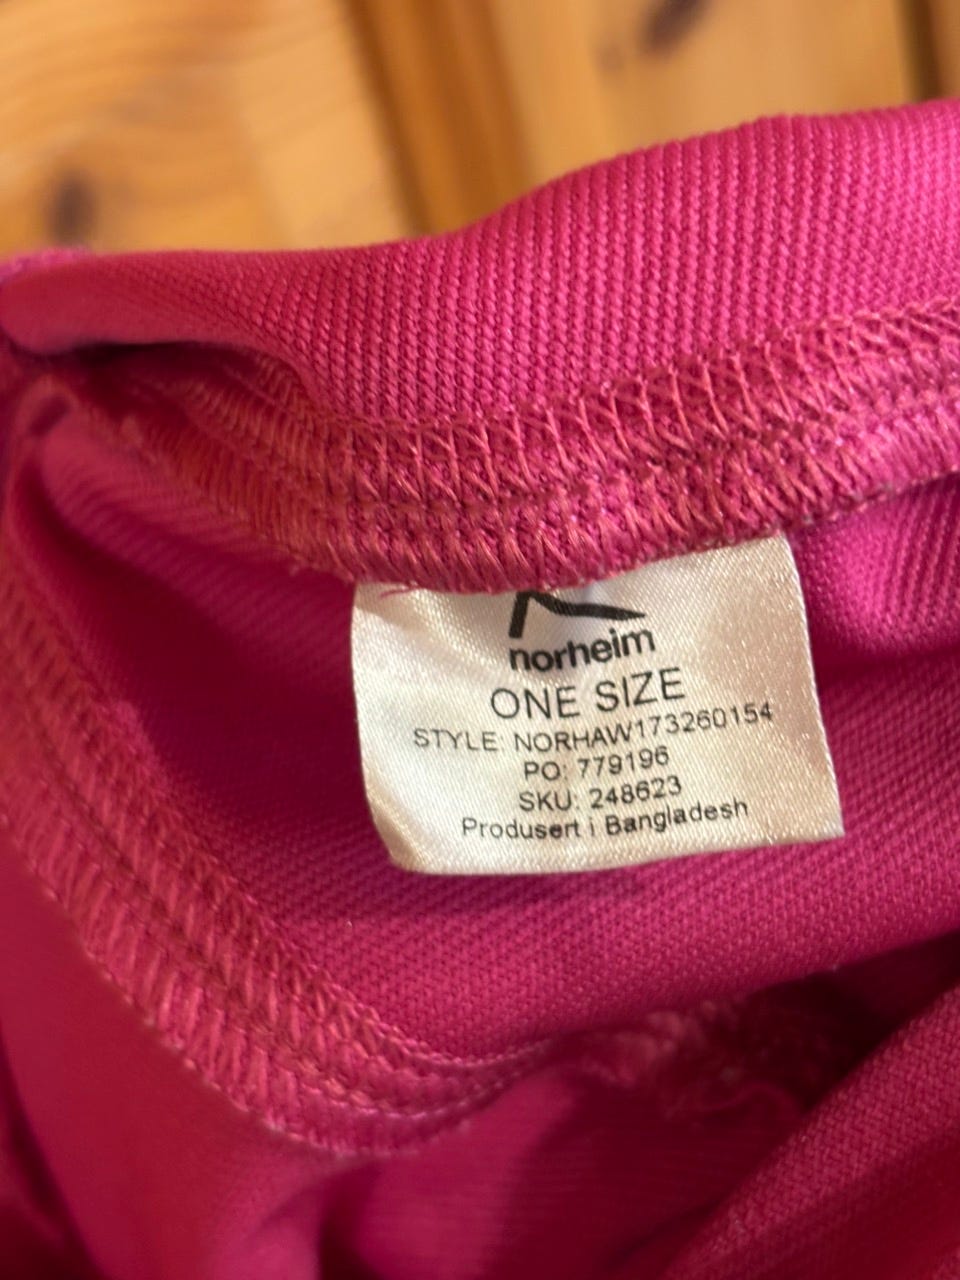 norheim
ONE SIZE
STYLE: NORHAW173260154
PO: 779196
SKU: 248623
Produsert i Bangladesh